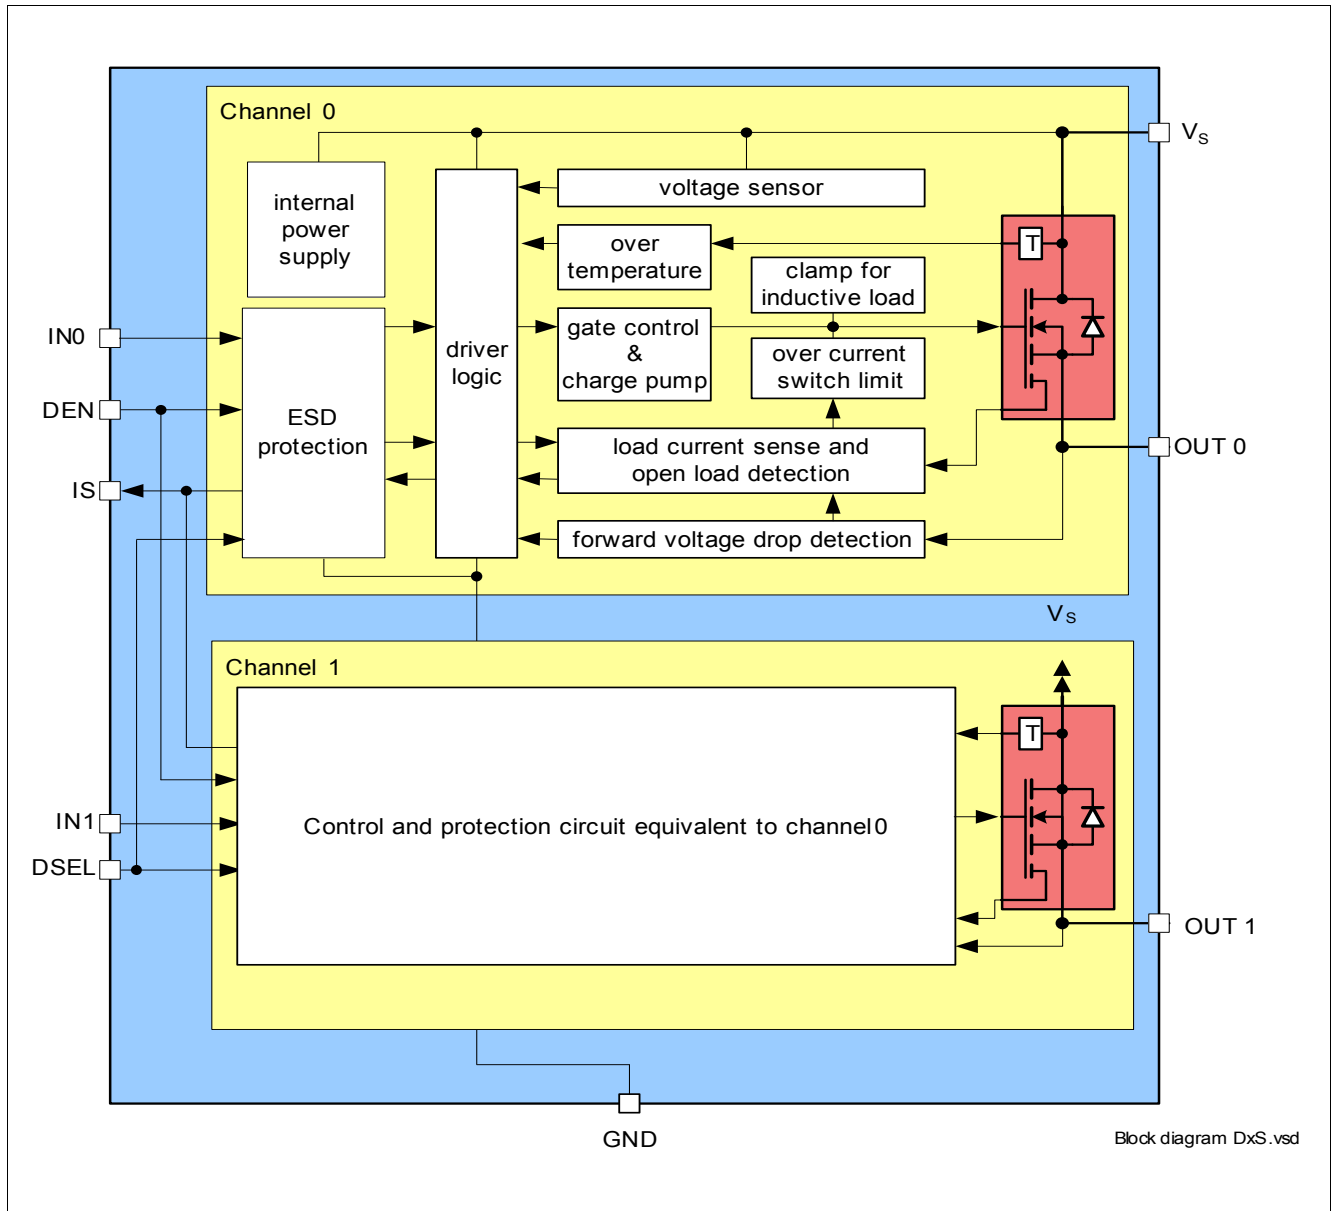 Channel 0
VS
internal
power
supply
voltage sensor
over
temperature
T
clamp for
inductive load
IN0
driver
logic
gate control
&
charge pump
over current
switch limit
DEN
ESD
protection
load current sense and
open load detection
OUT 0
IS
forward voltage drop detection
VS
Channel 1
T
IN1
Control and protection circuit equivalent to channel 0
DSEL
OUT 1
GND
Block diagram DxS.vsd